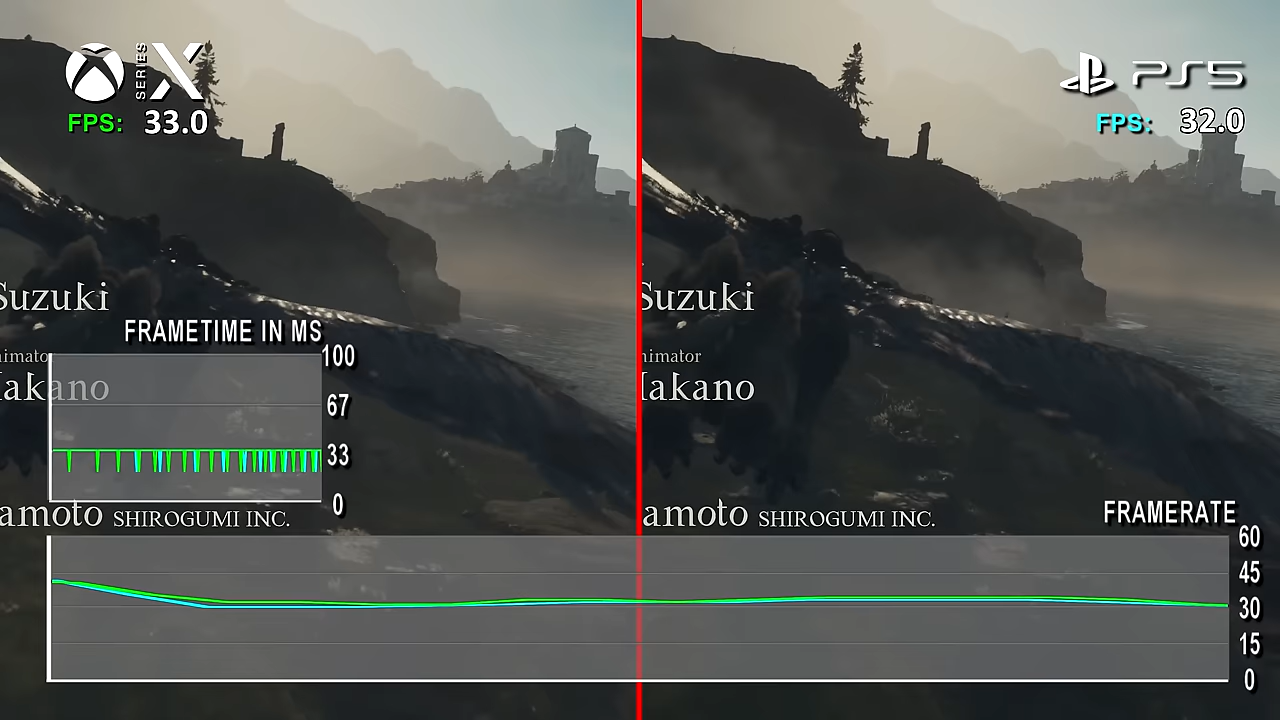 SERIES X
FPS: 33.0
PS5
FPS: 32.0
Suzuki
Suzuki
FRAMETIME IN MS
100
67
33
0
nimator
akano
akano
amoto SHIROGUMI INC.
amoto SHIROGUMI INC.
FRAMERATE
60
45
30
15
0